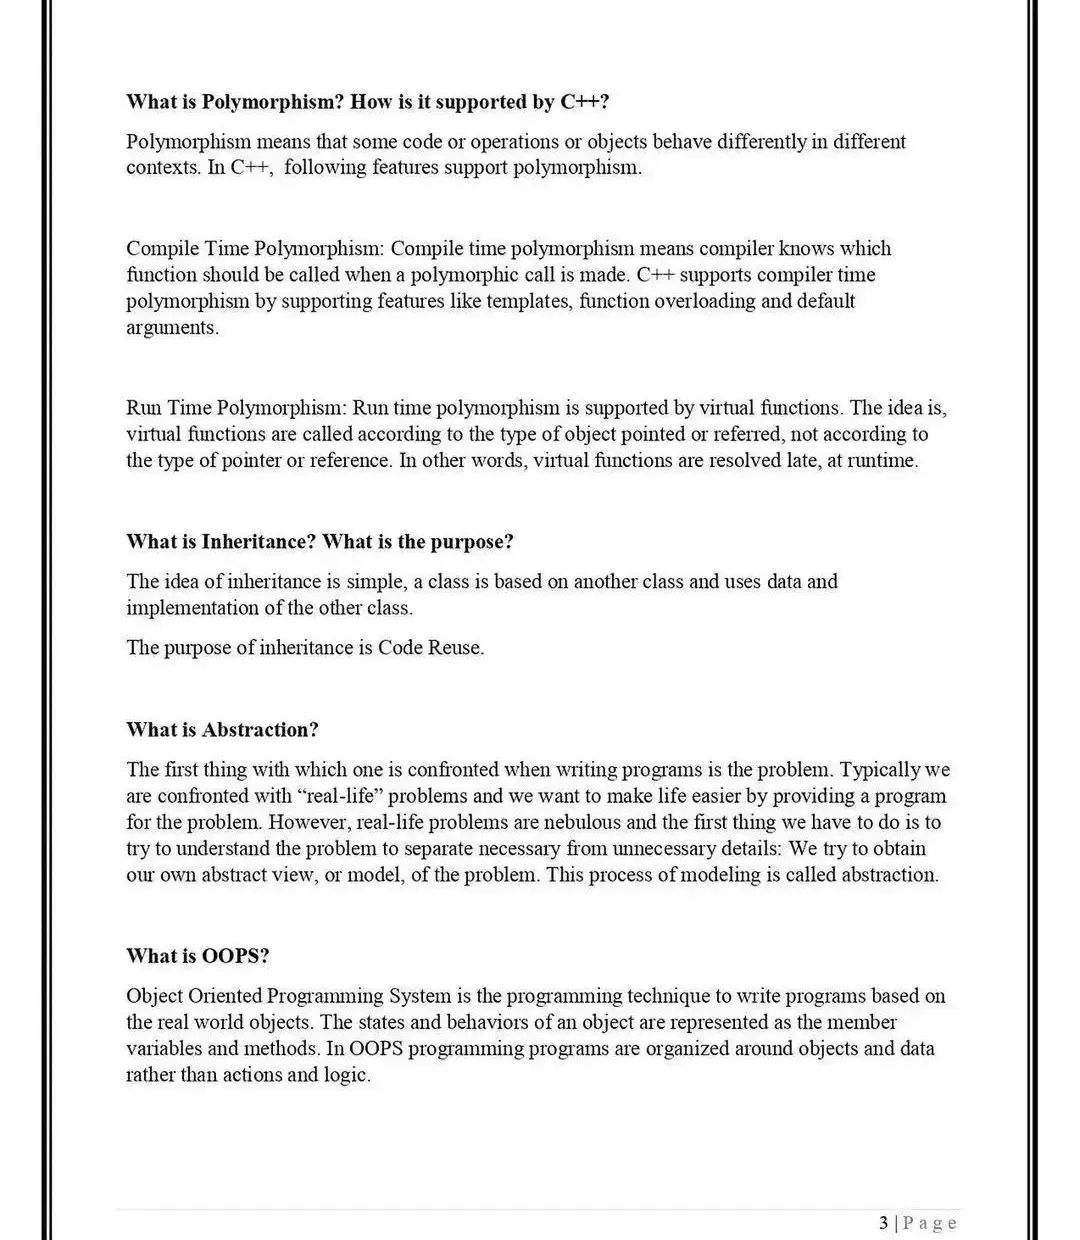 What is Polymorphism? How is it supported by C++?
Polymorphism means that some code or operations or objects behave differently in different
contexts. In C++,  following features support polymorphism.
Compile Time Polymorphism: Compile time polymorphism means compiler knows which
function should be called when a polymorphic call is made. C++ supports compiler time
polymorphism by supporting features like templates, function overloading and default
arguments.
Run Time Polymorphism: Run time polymorphism is supported by virtual functions. The idea is,
virtual functions are called according to the type of object pointed or referred, not according to
the type of pointer or reference. In other words, virtual functions are resolved late, at runtime.
What is Inheritance? What is the purpose?
The idea of inheritance is simple, a class is based on another class and uses data and
implementation of the other class.
The purpose of inheritance is Code Reuse.
What is Abstraction?
The first thing with which one is confronted when writing programs is the problem. Typically we
are confronted with “real-life” problems and we want to make life easier by providing a program
for the problem. However, real-life problems are nebulous and the first thing we have to do is to
try to understand the problem to separate necessary from unnecessary details: We try to obtain
our own abstract view, or model, of the problem. This process of modeling is called abstraction.
What is OOPS?
Object Oriented Programming System is the programming technique to write programs based on
the real world objects. The states and behaviors of an object are represented as the member
variables and methods. In OOPS programming programs are organized around objects and data
rather than actions and logic.
3 | P a g e